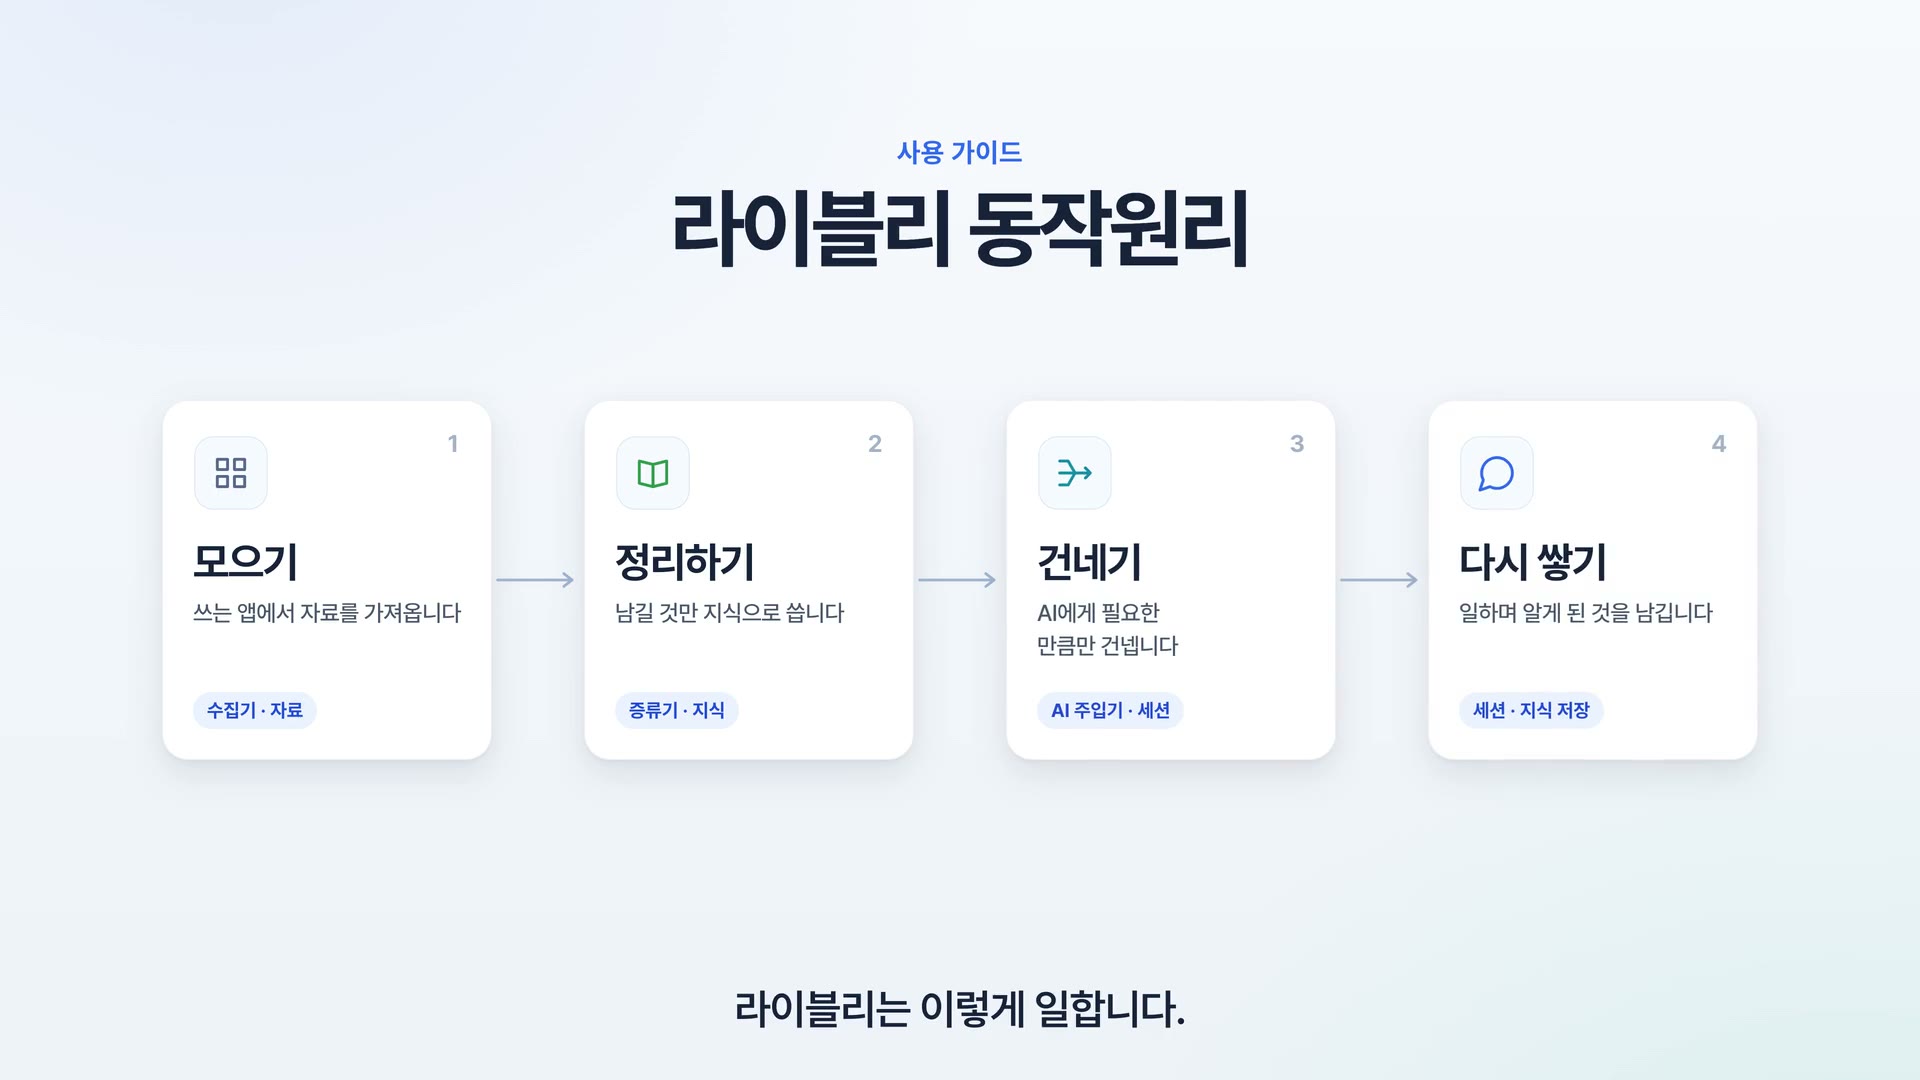 사용 가이드
라이블리 동작원리
1
모으기
쓰는 앱에서 자료를 가져옵니다
수집기 · 자료
2
정리하기
남길 것만 지식으로 씁니다
증류기 · 지식
3
건네기
AI에게 필요한
만큼만 건넵니다
AI 주입기 · 세션
4
다시 쌓기
일하며 알게 된 것을 남깁니다
세션 · 지식 저장
라이블리는 이렇게 일합니다.